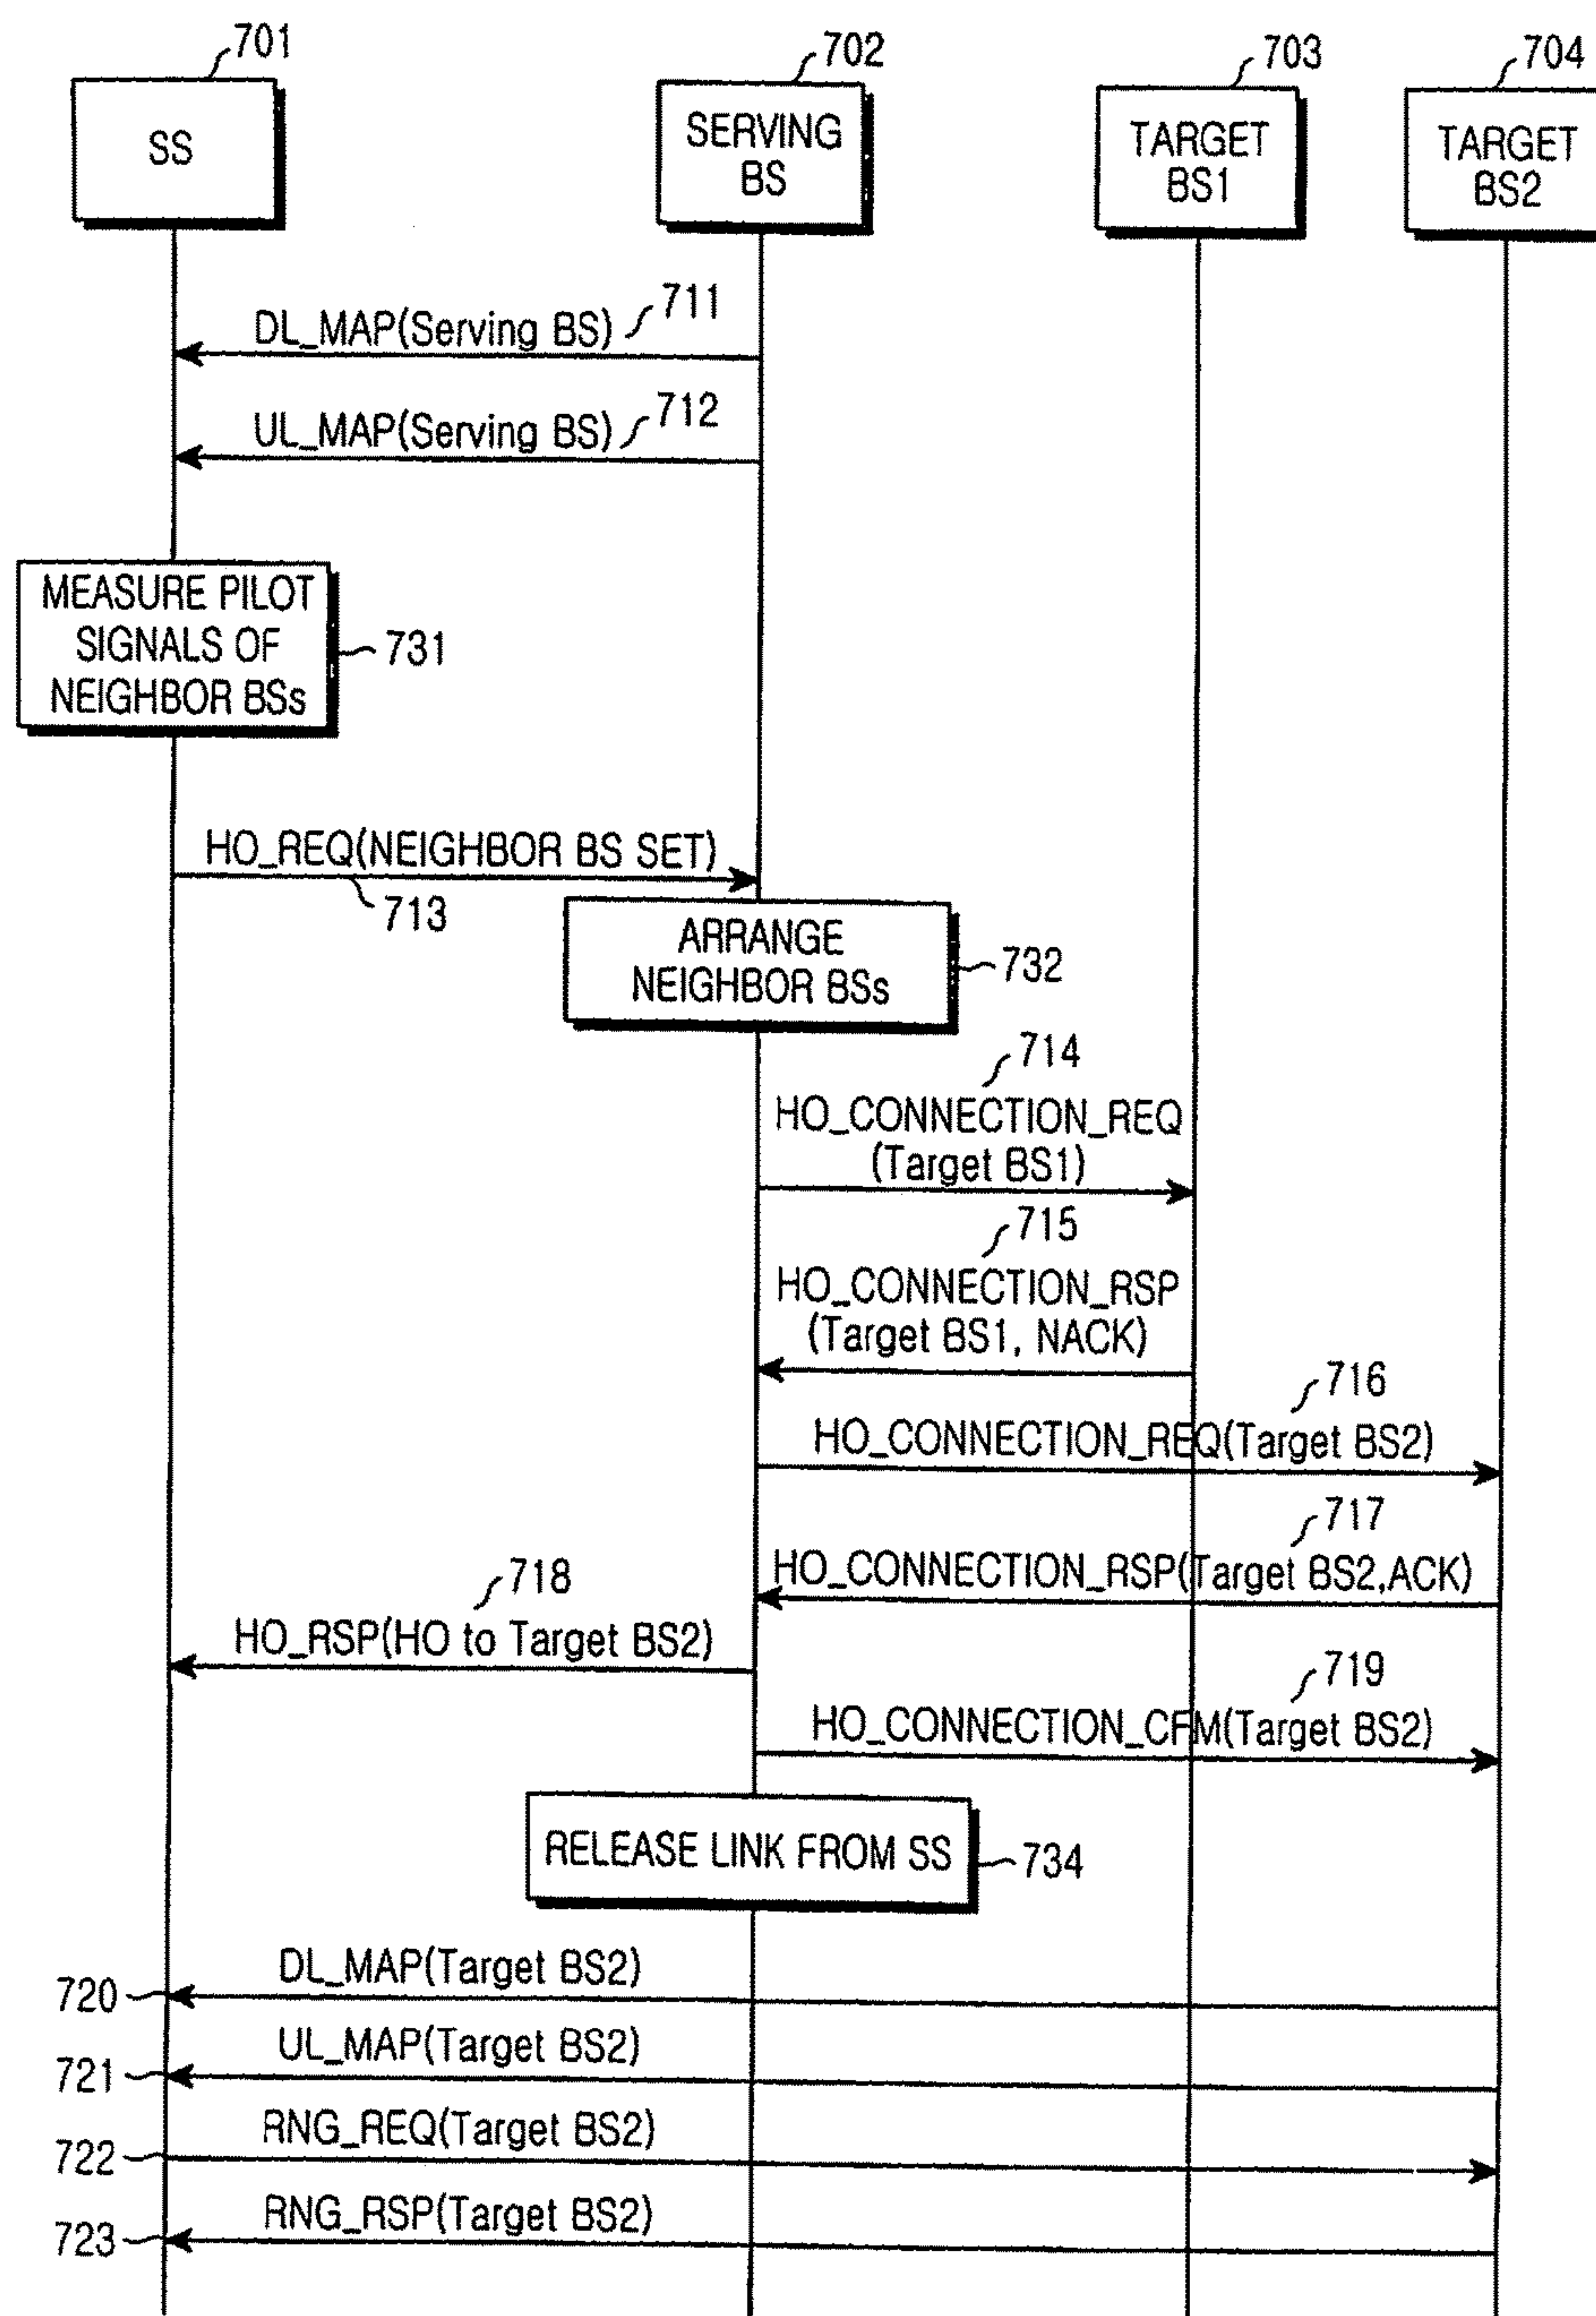 701
702
703
704
SS
SERVING
BS
TARGET
BS1
TARGET
BS2
711
DL_MAP(Serving BS)
712
UL_MAP(Serving BS)
MEASURE PILOT
SIGNALS OF
NEIGHBOR BSs
731
HO_REQ(NEIGHBOR BS SET)
713
ARRANGE
NEIGHBOR BSs
732
714
HO_CONNECTION_REQ
(Target BS1)
715
HO_CONNECTION_RSP
(Target BS1, NACK)
716
HO_CONNECTION_REQ(Target BS2)
717
HO_CONNECTION_RSP(Target BS2,ACK)
718
HO_RSP(HO to Target BS2)
719
HO_CONNECTION_CFM(Target BS2)
RELEASE LINK FROM SS
734
DL_MAP(Target BS2)
720
UL_MAP(Target BS2)
721
RNG_REQ(Target BS2)
722
RNG_RSP(Target BS2)
723